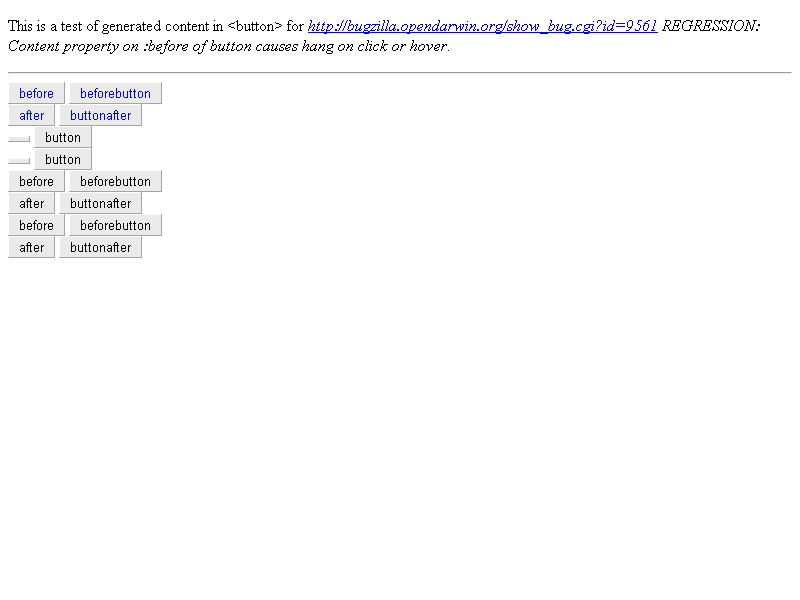 This is a test of generated content in <button> for http://bugzilla.opendarwin.org/show_bug.cgi?id=9561 REGRESSION:
Content property on :before of button causes hang on click or hover.
before beforebutton
after buttonafter
button
button
before beforebutton
after buttonafter
before beforebutton
after buttonafter